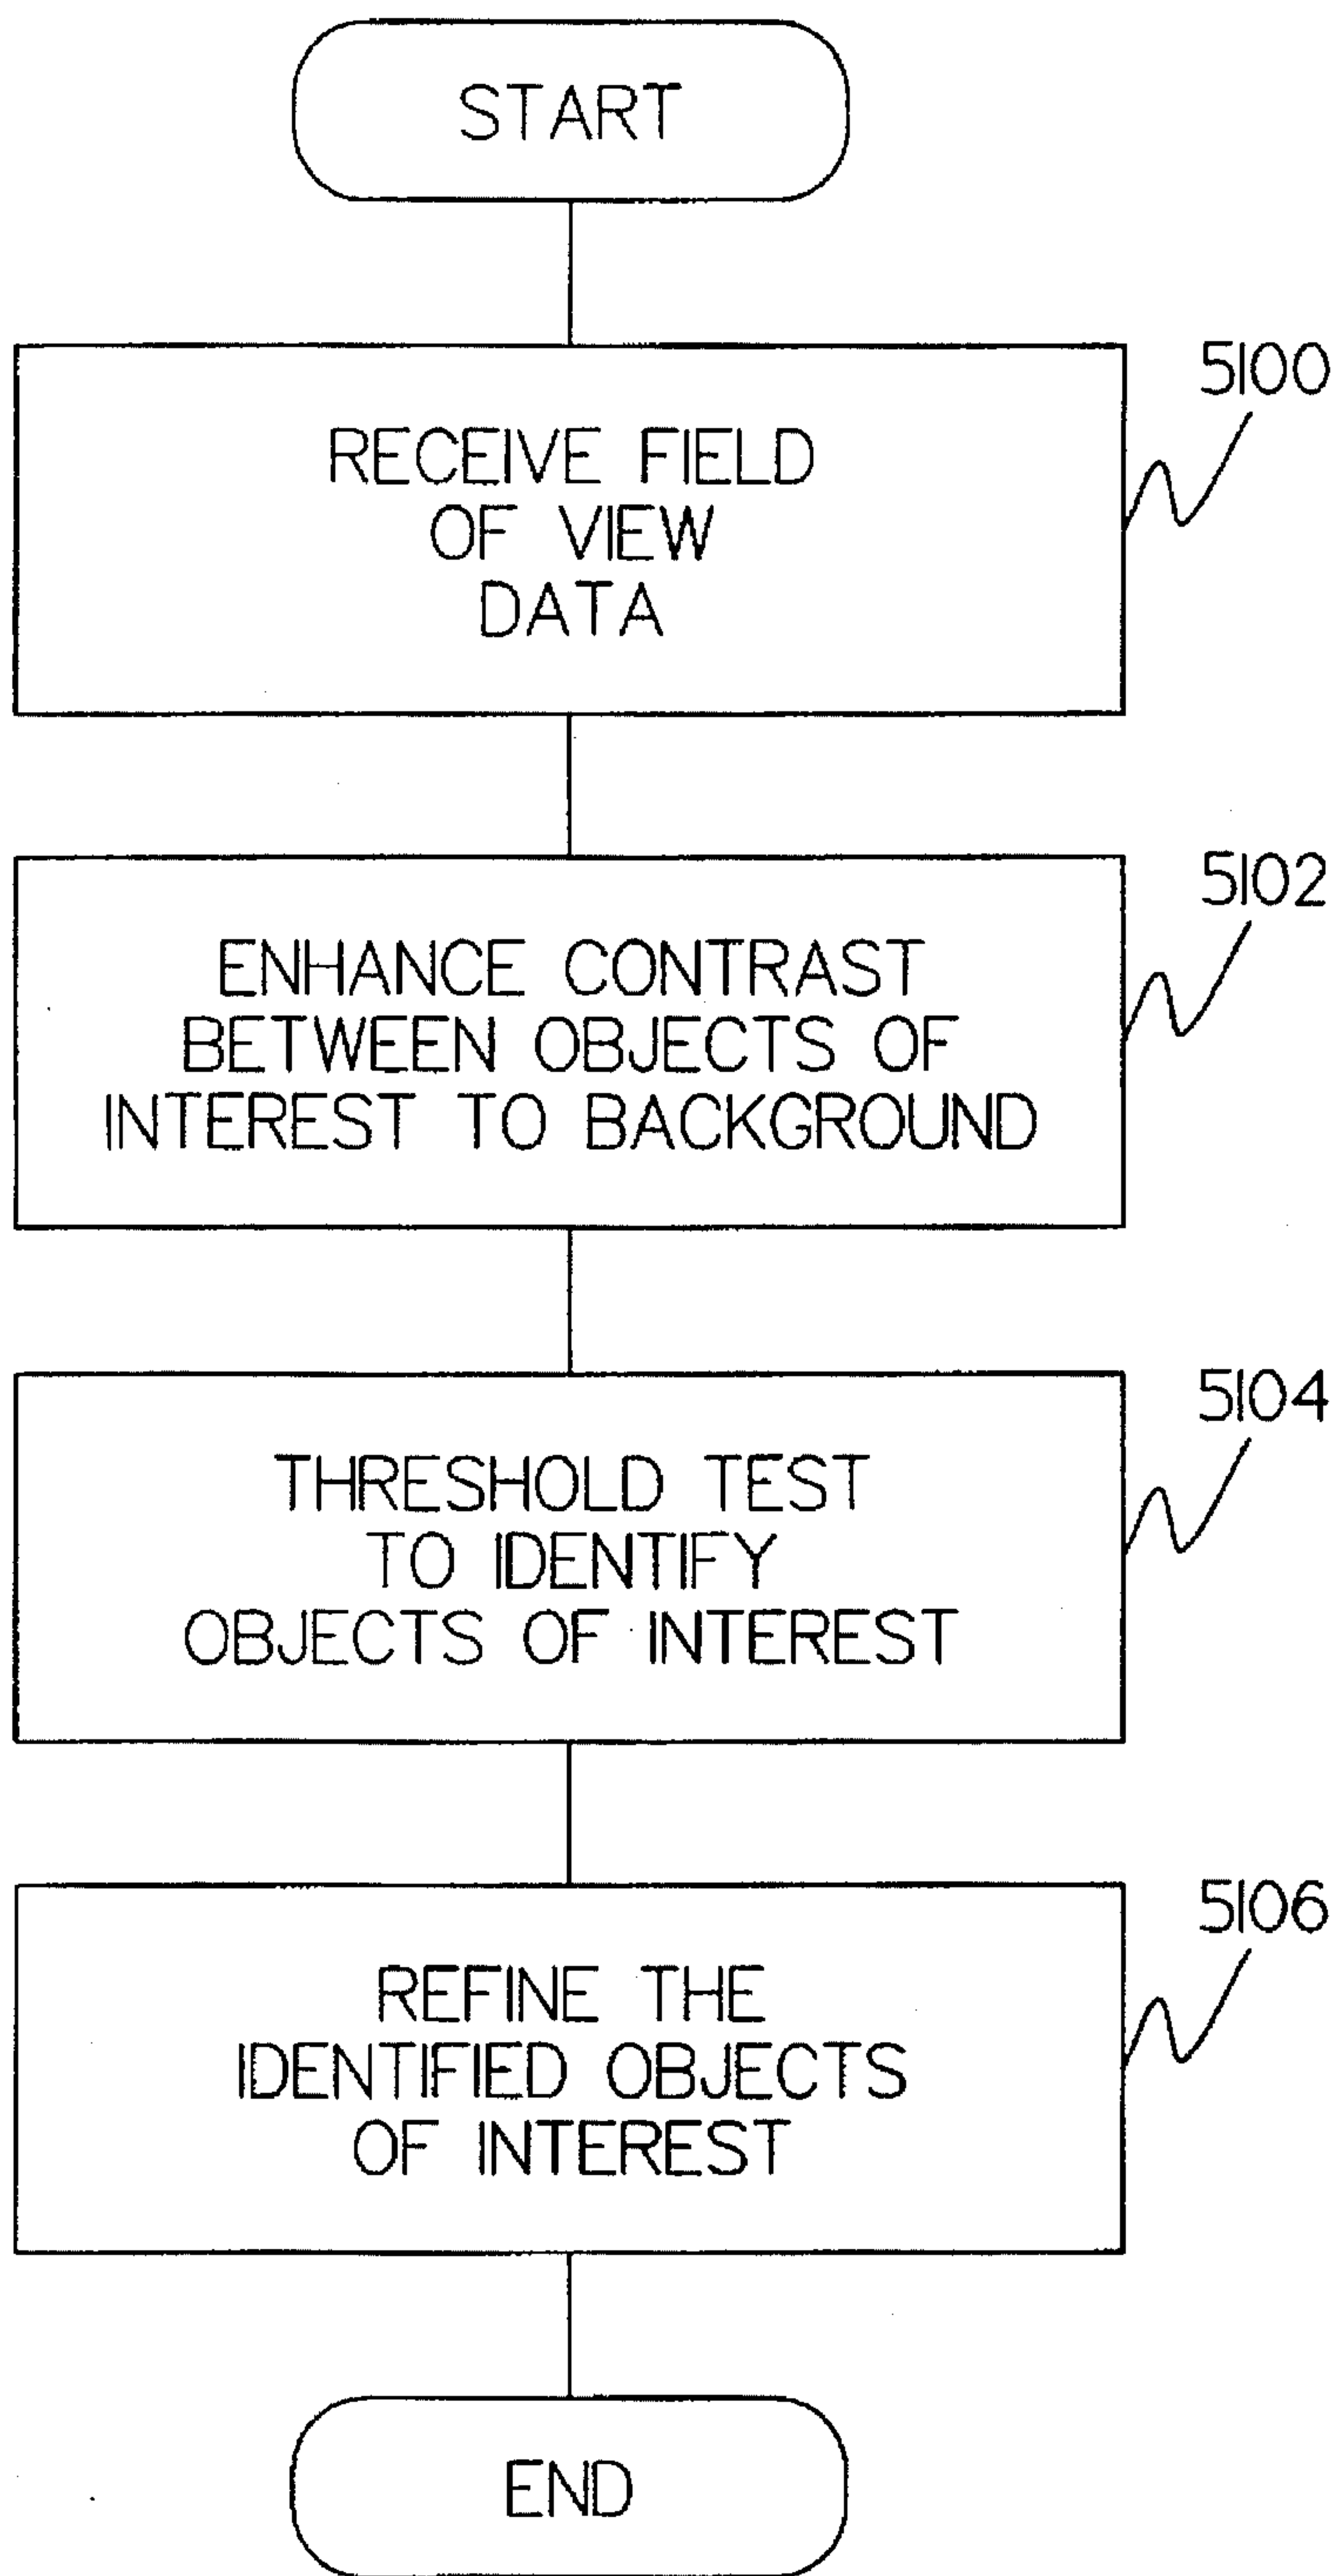 START
RECEIVE FIELD
OF VIEW
DATA
5100
ENHANCE CONTRAST
BETWEEN OBJECTS OF
INTEREST TO BACKGROUND
5102
THRESHOLD TEST
TO IDENTIFY
OBJECTS OF INTEREST
5104
REFINE THE
IDENTIFIED OBJECTS
OF INTEREST
5106
END